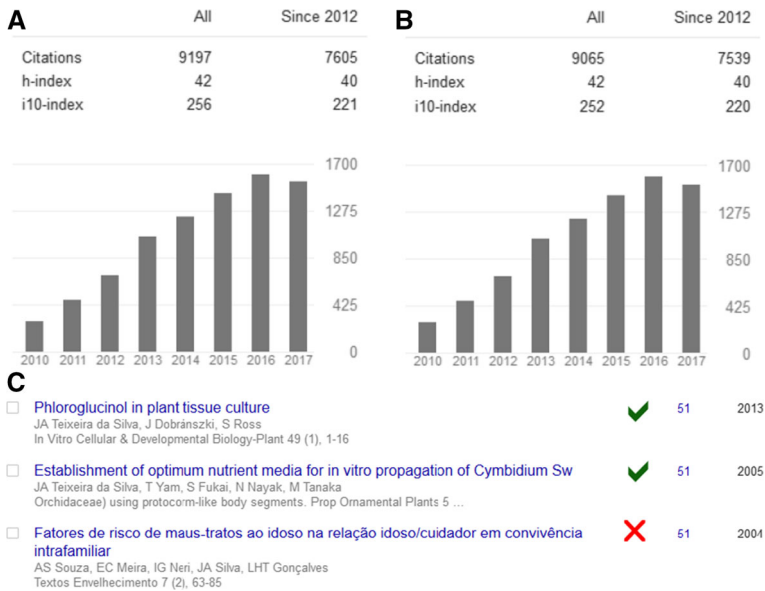 A
All Since 2012
Citations 9197 7605
h-index 42 40
i10-index 256 221
1700
1275
850
425
0
2010 2011 2012 2013 2014 2015 2016 2017
B
All Since 2012
Citations 9065 7539
h-index 42 40
i10-index 252 220
1700
1275
850
425
0
2010 2011 2012 2013 2014 2015 2016 2017
C
Phloroglucinol in plant tissue culture 51 2013
JA Teixeira da Silva, J Dobránszki, S Ross
In Vitro Cellular & Developmental Biology-Plant 49 (1), 1-16
Establishment of optimum nutrient media for in vitro propagation of Cymbidium Sw 51 2005
JA Teixeira da Silva, T Yam, S Fukai, N Nayak, M Tanaka
Orchidaceae) using protocorm-like body segments. Prop Ornamental Plants 5 ...
Fatores de risco de maus-tratos ao idoso na relação idoso/cuidador em convivência 51 2004
intrafamiliar
AS Souza, EC Meira, IG Neri, JA Silva, LHT Gonçalves
Textos Envelhecimento 7 (2), 63-85